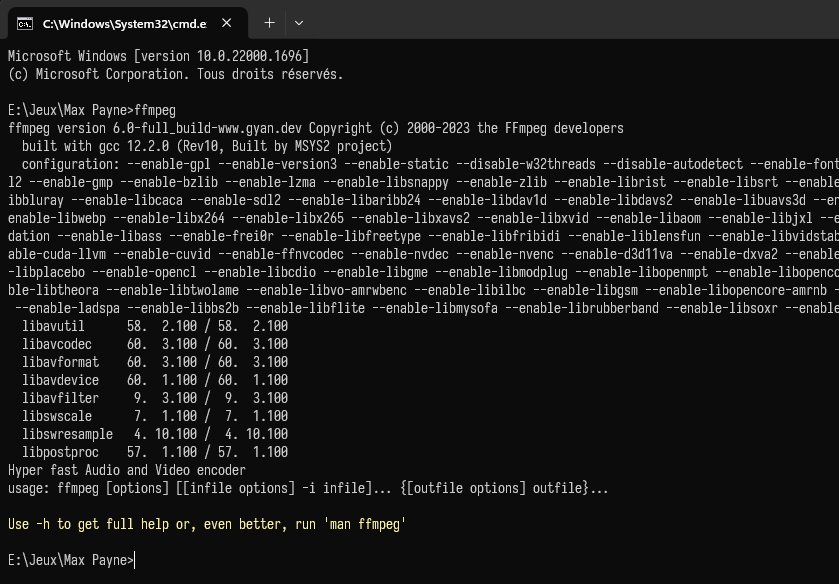 C:\Windows\System32\cmd.e
Microsoft Windows [version 10.0.22000.1696]
(c) Microsoft Corporation. Tous droits réservés.
E:\Jeux\Max Payne>ffmpeg
ffmpeg version 6.0-full_build-www.gyan.dev Copyright (c) 2000-2023 the FFmpeg developers
built with gcc 12.2.0 (Rev10, Built by MSYS2 project)
configuration: --enable-gpl --enable-version3 --enable-static --disable-w32threads --disable-autodetect --enable-font
l2 --enable-gmp --enable-bzlib --enable-lzma --enable-libsnappy --enable-zlib --enable-librist --enable-libsrt --enable
ibbluray --enable-libcaca --enable-sdl2 --enable-libaribb24 --enable-libdav1d --enable-libdavs2 --enable-libuavs3d --en
enable-libwebp --enable-libx264 --enable-libx265 --enable-libxavs2 --enable-libxvid --enable-libaom --enable-libjxl --e
dation --enable-libass --enable-frei0r --enable-libfreetype --enable-libfribidi --enable-liblensfun --enable-libvidstab
able-cuda-llvm --enable-cuvid --enable-ffnvcodec --enable-nvdec --enable-nvenc --enable-d3d11va --enable-dxva2 --enable
-libplacebo --enable-opencl --enable-libcdio --enable-libgme --enable-libmodplug --enable-libopenmpt --enable-libopenco
ble-libtheora --enable-libtwolame --enable-libvo-amrwbenc --enable-libilbc --enable-libgsm --enable-libopencore-amrnb -
--enable-ladspa --enable-libbs2b --enable-libflite --enable-libmysofa --enable-librubberband --enable-libsoxr --enable
libavutil 58. 2.100 / 58. 2.100
libavcodec 60. 3.100 / 60. 3.100
libavformat 60. 3.100 / 60. 3.100
libavdevice 60. 1.100 / 60. 1.100
libavfilter 9. 3.100 / 9. 3.100
libswscale 7. 1.100 / 7. 1.100
libswresample 4. 10.100 / 4. 10.100
libpostproc 57. 1.100 / 57. 1.100
Hyper fast Audio and Video encoder
usage: ffmpeg [options] [[infile options] -i infile]... {[outfile options] outfile}...
Use -h to get full help or, even better, run 'man ffmpeg'
E:\Jeux\Max Payne>